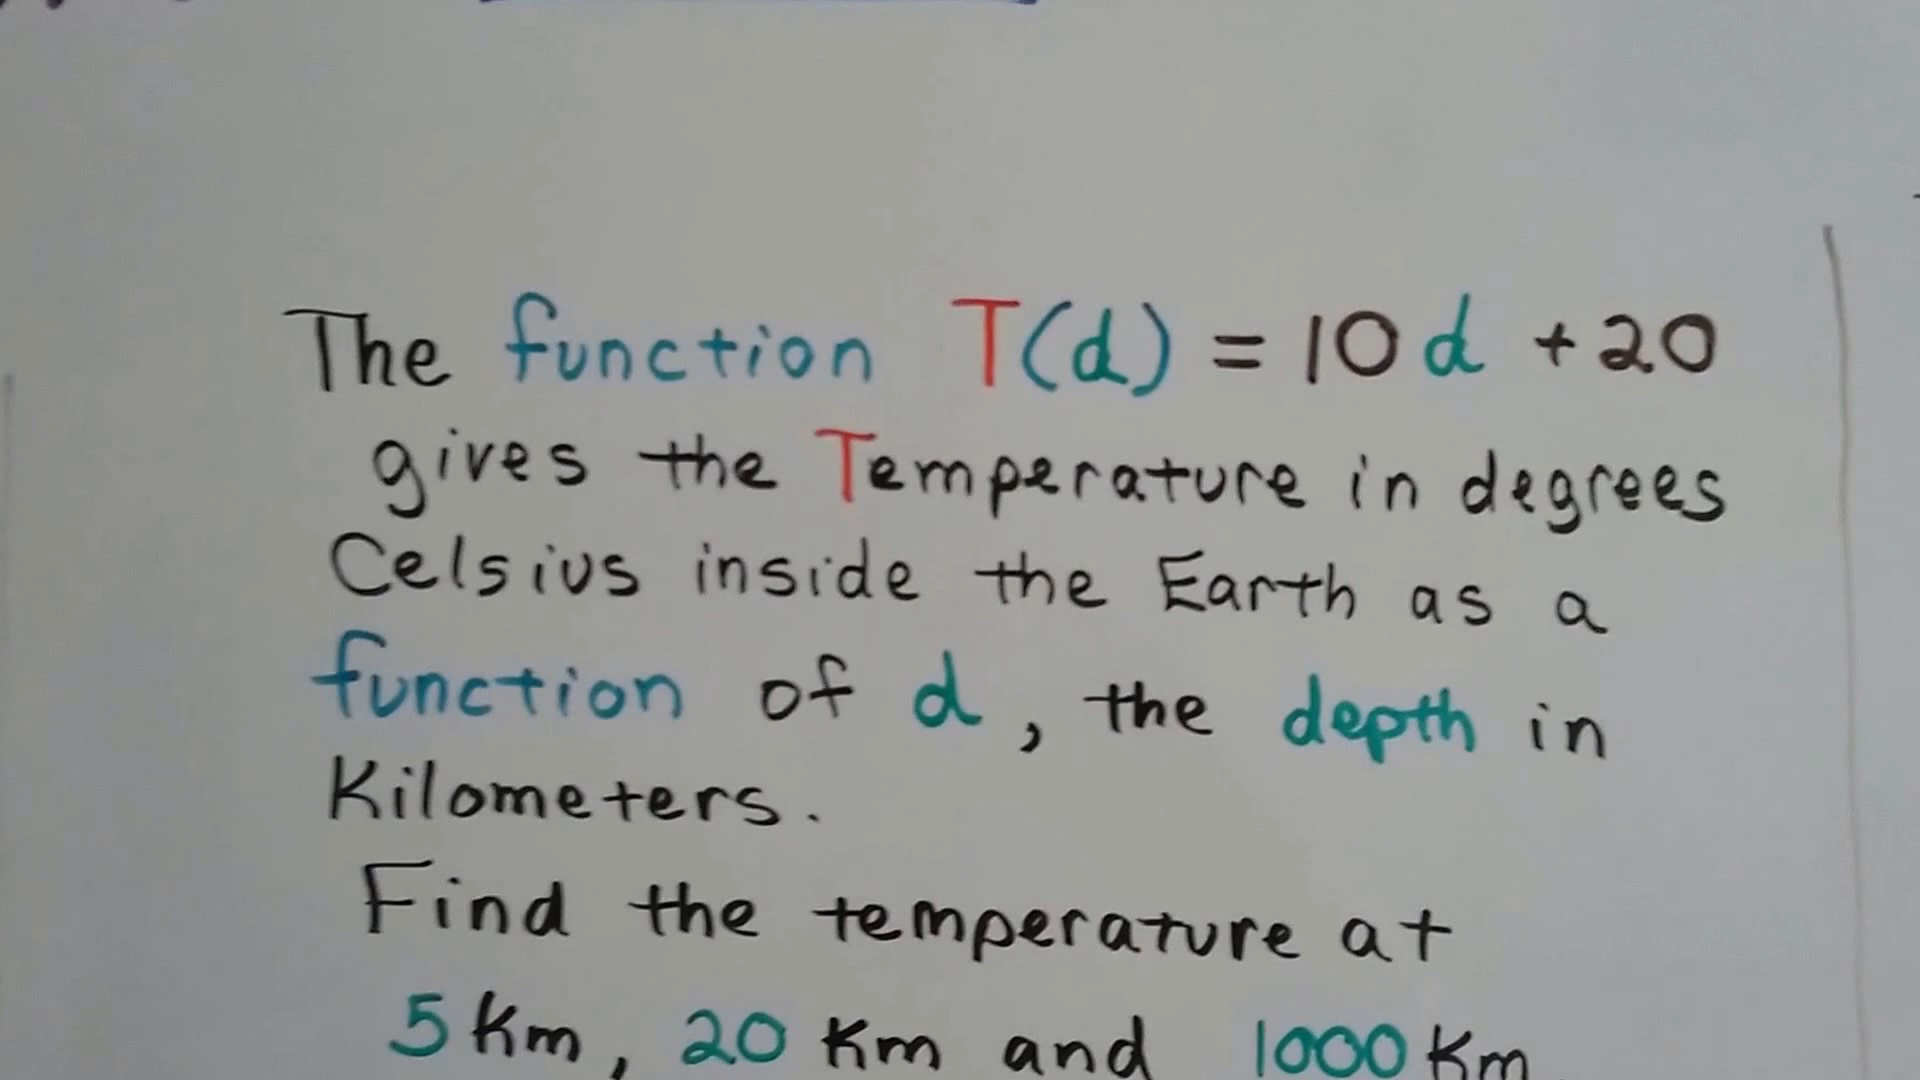 The function T(d) = 10d + 20
gives the Temperature in degrees
Celsius inside the Earth as a
function of d, the depth in
Kilometers.
Find the temperature at
5 Km, 20 Km and 1000 Km